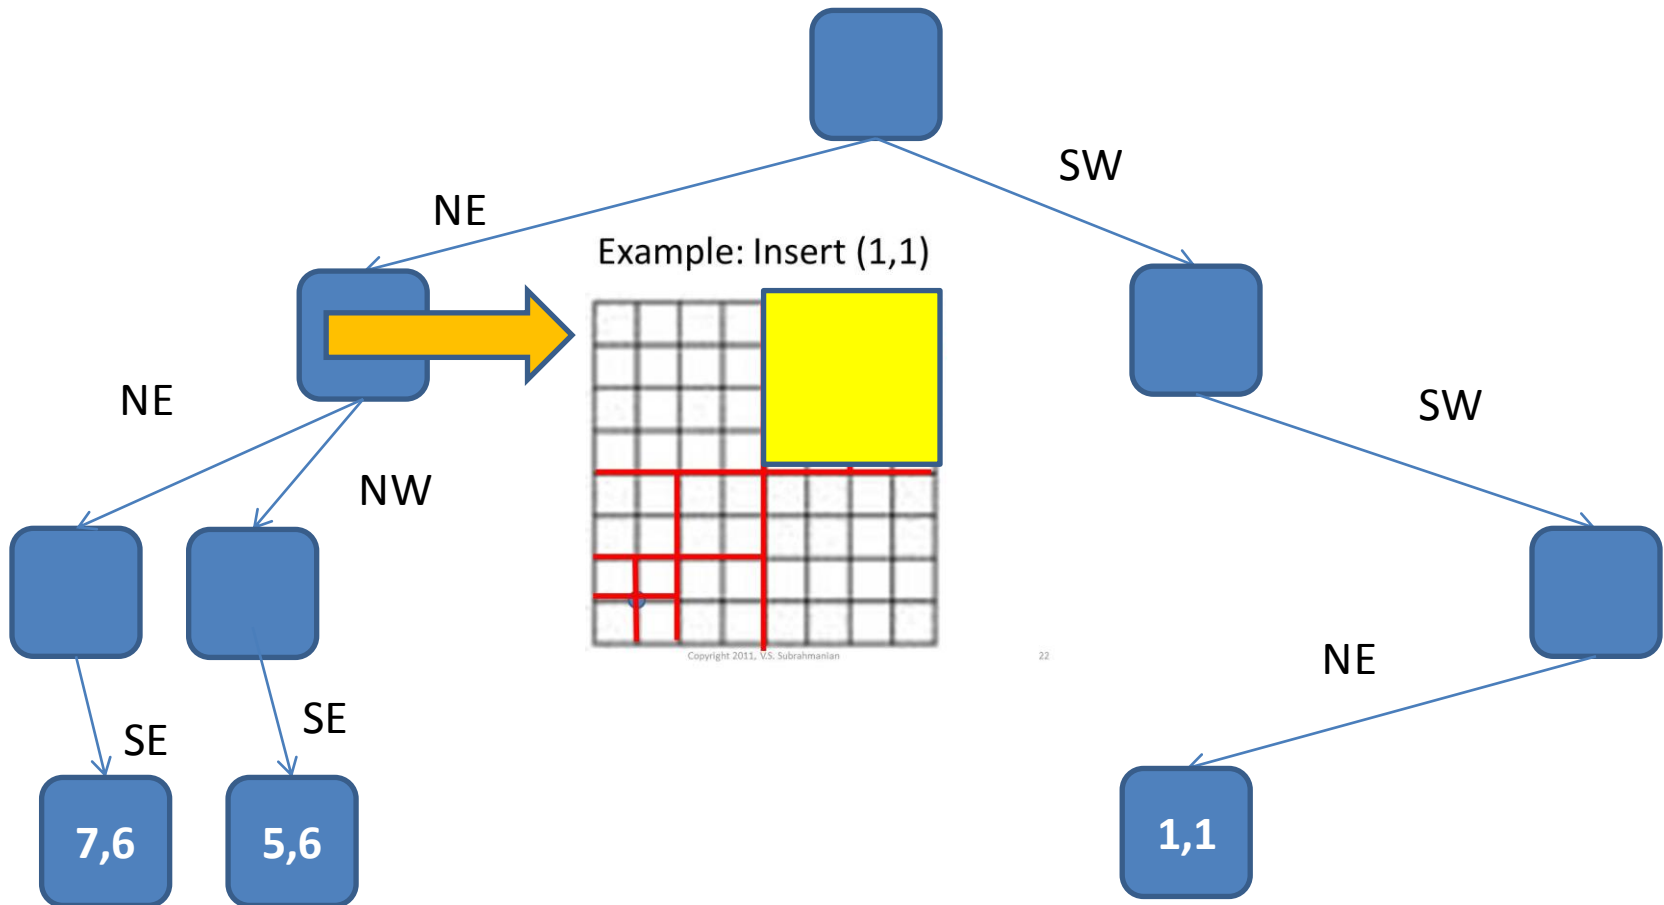 SW
NE
Example: Insert (1,1)
NE
SW
NW
Copyright 2011, V.S. Subrahmanian
22
NE
SE
SE
7,6
5,6
1,1